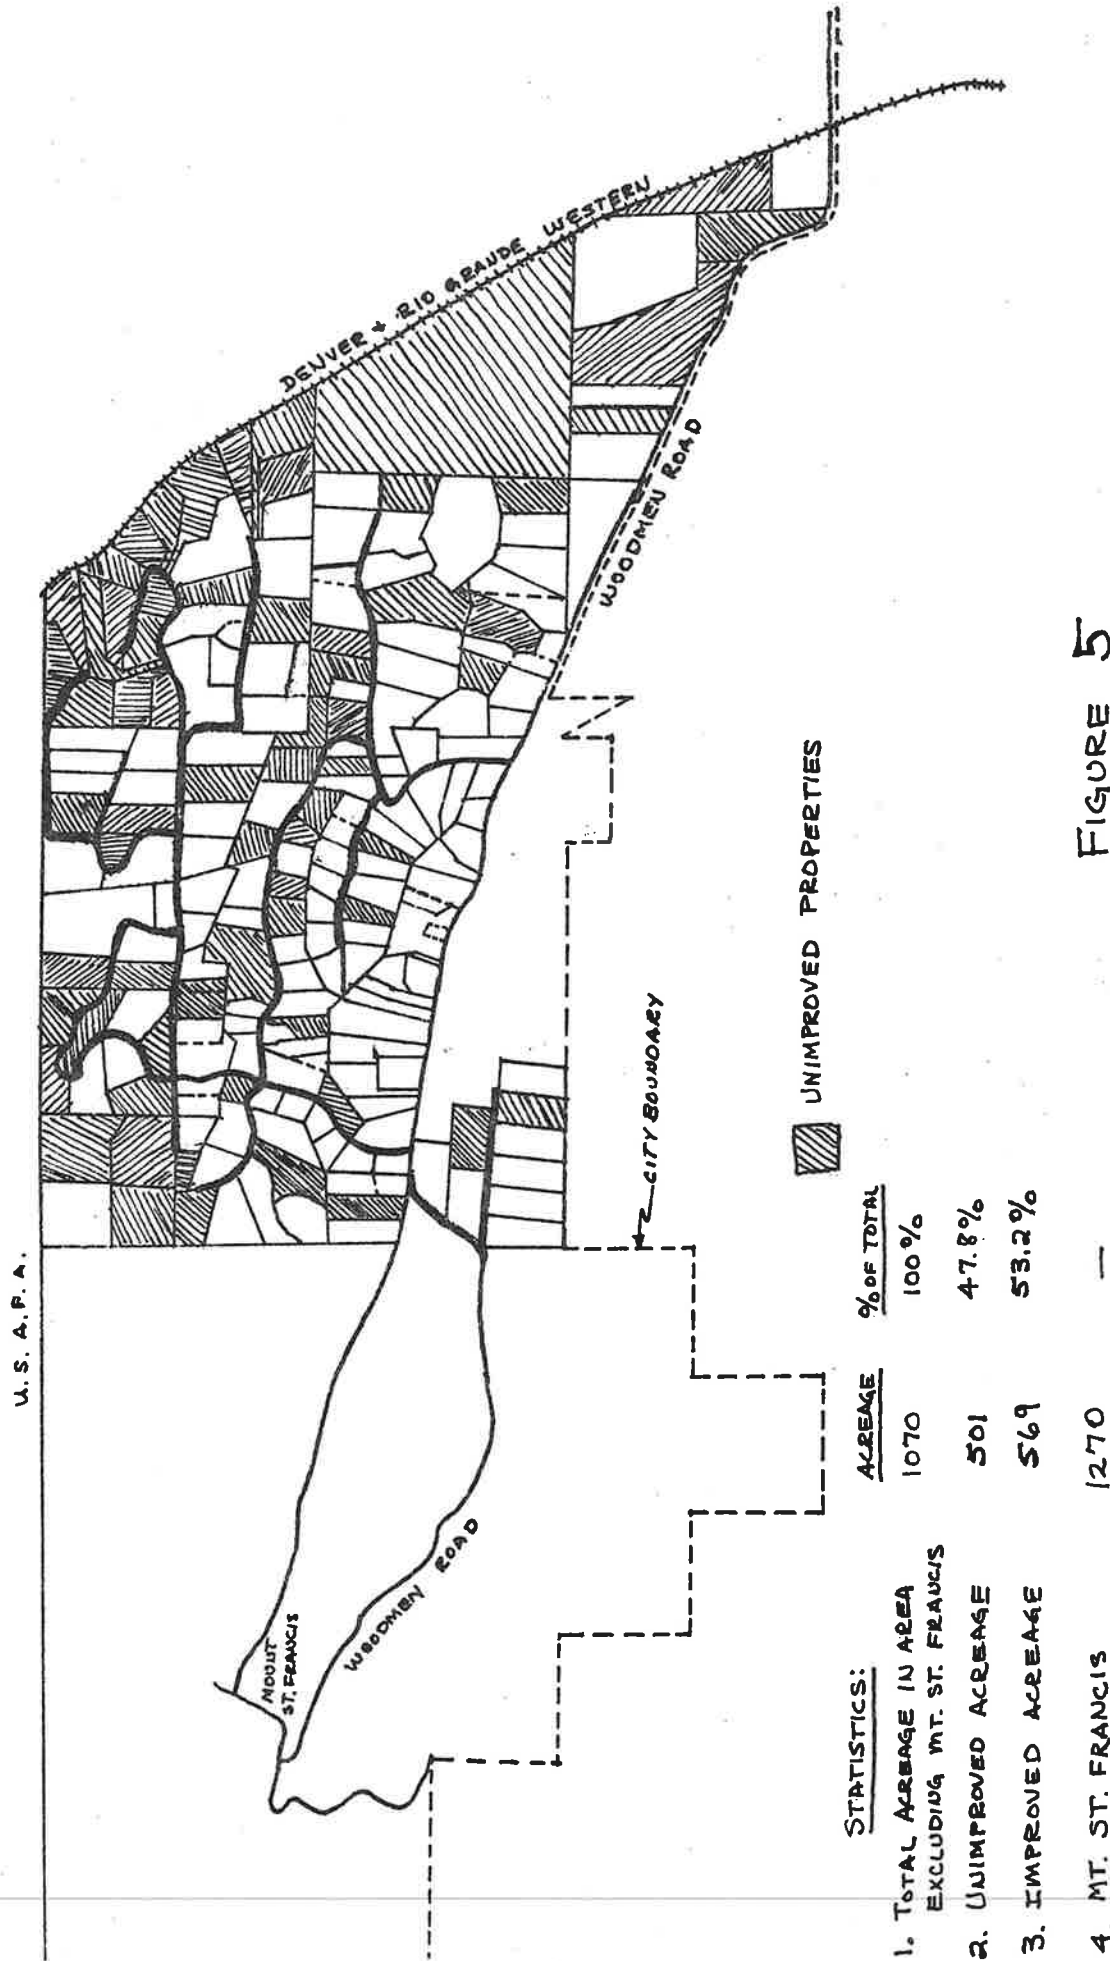 U.S.A.F.A.
DENVER & RIO GRANDE WESTERN
WOODMEN ROAD
MOUNT
ST. FRANCIS
WOODMEN ROAD
CITY BOUNDARY
UNIMPROVED PROPERTIES
STATISTICS: ACREAGE % OF TOTAL
1. TOTAL ACREAGE IN AREA 1070 100%
EXCLUDING MT. ST. FRANCIS
2. UNIMPROVED ACREAGE 501 47.8%
3. IMPROVED ACREAGE 569 53.2%
4. MT. ST. FRANCIS 1270 —
FIGURE 5